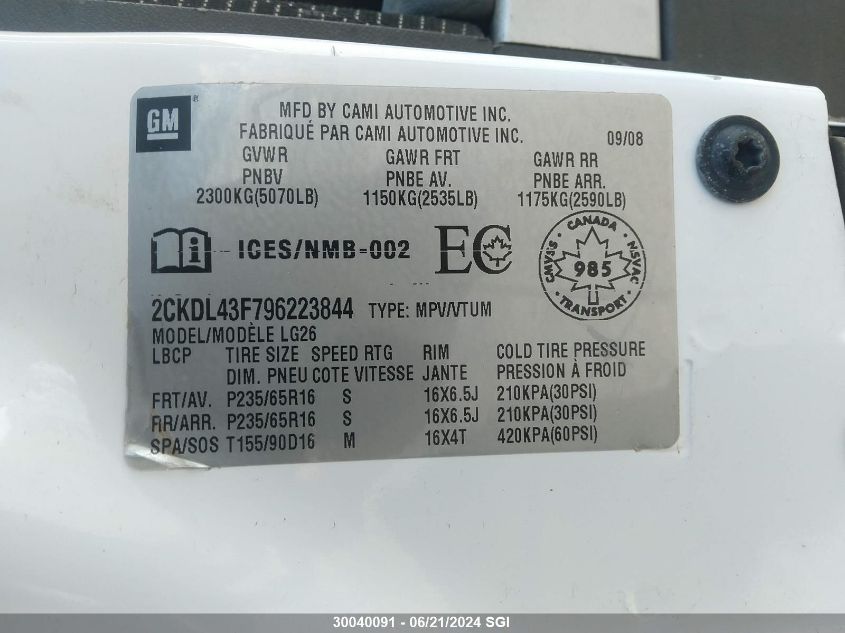 GM ®
MFD BY CAMI AUTOMOTIVE INC.
FABRIQUÉ PAR CAMI AUTOMOTIVE INC. 09/08
GVWR GAWR FRT GAWR RR
PNBV PNBE AV. PNBE ARR.
2300KG(5070LB) 1150KG(2535LB) 1175KG(2590LB)
i - ICES/NMB-002 EC
CANADA
CMVSS 985 NSVAC
TRANSPORT
2CKDL43F796223844 TYPE: MPV/VTUM
MODEL/MODÈLE LG26
LBCP TIRE SIZE SPEED RTG RIM COLD TIRE PRESSURE
DIM. PNEU COTE VITESSE JANTE PRESSION À FROID
FRT/AV. P235/65R16 S 16X6.5J 210KPA(30PSI)
RR/ARR. P235/65R16 S 16X6.5J 210KPA(30PSI)
SPA/SOS T155/90D16 M 16X4T 420KPA(60PSI)
30040091 - 06/21/2024 SGI